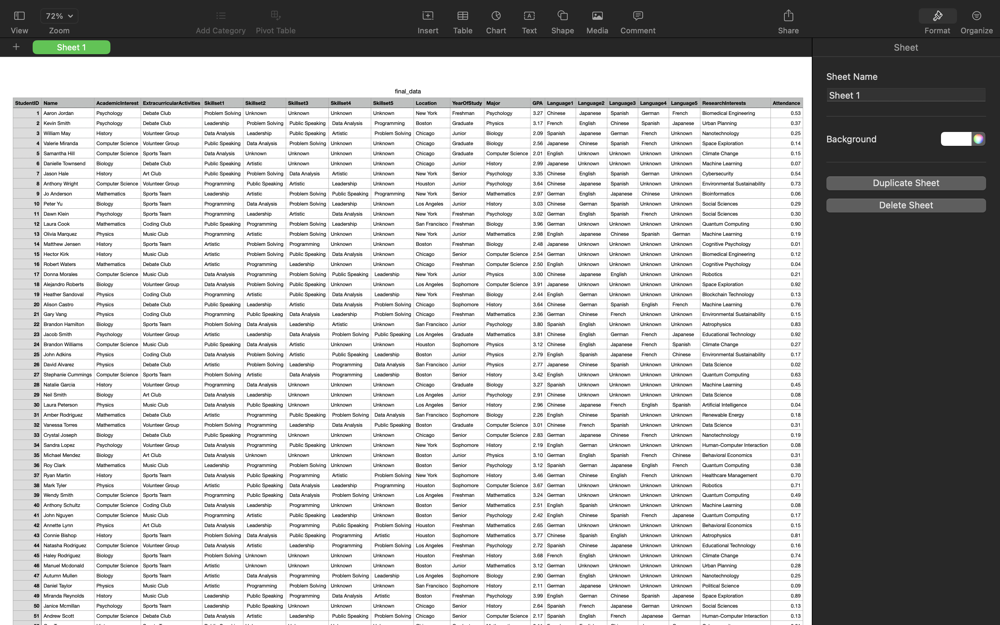 72%
View Zoom Add Category Pivot Table Insert Table Chart Text Shape Media Comment Share Format Organize
Sheet 1 Sheet
Sheet Name
Sheet 1
Background
Duplicate Sheet
Delete Sheet
final_data
StudentID Name AcademicInterest ExtracurricularActivities Skillset1 Skillset2 Skillset3 Skillset4 Skillset5 Location YearOfStudy Major GPA Language1 Language2 Language3 Language4 Language5 ResearchInterests Attendance
1 Aaron Jordan Psychology Debate Club Problem Solving Unknown Unknown Unknown Unknown New York Freshman Psychology 3.27 Chinese Japanese Spanish German French Biomedical Engineering 0.53
2 Kevin Smith Psychology Debate Club Leadership Problem Solving Public Speaking Data Analysis Programming Boston Graduate Physics 3.17 French English Chinese Spanish Japanese Urban Planning 0.37
3 William May History Volunteer Group Data Analysis Leadership Public Speaking Artistic Problem Solving Chicago Junior Biology 2.09 Spanish Japanese German French Unknown Nanotechnology 0.25
4 Valerie Miranda Computer Science Volunteer Group Public Speaking Data Analysis Problem Solving Unknown Unknown Chicago Graduate Biology 2.56 Japanese Chinese Spanish French Unknown Space Exploration 0.14
5 Samantha Hill Computer Science Sports Team Data Analysis Unknown Unknown Unknown Unknown Chicago Graduate Computer Science 2.01 English Unknown Unknown Unknown Unknown Climate Change 0.15
6 Danielle Townsend Biology Debate Club Public Speaking Artistic Unknown Unknown Unknown Chicago Junior History 2.99 Japanese Unknown Unknown Unknown Unknown Machine Learning 0.07
7 Jason Hale History Art Club Public Speaking Problem Solving Data Analysis Artistic Unknown New York Senior Psychology 3.35 Chinese English Spanish German Unknown Cybersecurity 0.54
8 Anthony Wright Computer Science Volunteer Group Programming Public Speaking Artistic Leadership Unknown Houston Junior Psychology 3.64 Chinese Japanese Spanish Unknown Unknown Environmental Sustainability 0.73
9 Jo Anderson Mathematics Sports Team Leadership Artistic Problem Solving Public Speaking Programming New York Senior Mathematics 2.97 German English Japanese Chinese Unknown Bioinformatics 0.06
10 Peter Yu Biology Sports Team Programming Data Analysis Problem Solving Leadership Unknown Los Angeles Junior History 3.03 Chinese German Spanish Unknown Unknown Social Sciences 0.29
11 Dawn Klein Psychology Sports Team Programming Leadership Artistic Data Analysis Unknown New York Freshman Psychology 3.02 German English Spanish French Unknown Social Sciences 0.30
12 Laura Cook Mathematics Coding Club Public Speaking Programming Problem Solving Leadership Unknown San Francisco Freshman Biology 3.96 German Unknown Unknown Unknown Unknown Quantum Computing 0.90
13 Olivia Marquez Physics Music Club Programming Artistic Problem Solving Unknown Unknown New York Junior Mathematics 2.98 English Japanese Chinese Spanish German Machine Learning 0.19
14 Matthew Jensen History Sports Team Artistic Problem Solving Programming Unknown Unknown Boston Freshman Biology 2.48 Japanese Unknown Unknown Unknown Unknown Cognitive Psychology 0.01
15 Hector Kirk History Music Club Artistic Problem Solving Public Speaking Data Analysis Unknown Chicago Senior Computer Science 2.54 German Unknown Unknown Unknown Unknown Biomedical Engineering 0.12
16 Robert Waters Mathematics Debate Club Artistic Programming Leadership Unknown Unknown Chicago Freshman Computer Science 2.50 English Unknown Unknown Unknown Unknown Cognitive Psychology 0.04
17 Donna Morales Computer Science Music Club Data Analysis Programming Problem Solving Public Speaking Leadership New York Junior Physics 3.00 Chinese Japanese English Unknown Unknown Robotics 0.21
18 Alejandro Roberts Biology Volunteer Group Data Analysis Problem Solving Public Speaking Unknown Unknown Los Angeles Sophomore Computer Science 3.91 Japanese Unknown Unknown Unknown Unknown Space Exploration 0.92
19 Heather Sandoval Physics Coding Club Programming Artistic Public Speaking Data Analysis Leadership New York Freshman Biology 2.44 English German Unknown Unknown Unknown Blockchain Technology 0.13
20 Alison Castro Physics Debate Club Public Speaking Leadership Artistic Data Analysis Problem Solving Chicago Sophomore History 3.64 Chinese German Spanish English French Machine Learning 0.76
21 Gary Vang Physics Coding Club Programming Public Speaking Data Analysis Leadership Problem Solving Chicago Freshman Mathematics 2.36 German Chinese French Unknown Unknown Environmental Sustainability 0.15
22 Brandon Hamilton Biology Sports Team Problem Solving Data Analysis Leadership Artistic Unknown San Francisco Junior Psychology 3.80 Spanish English Unknown Unknown Unknown Astrophysics 0.83
23 Jacob Smith Psychology Volunteer Group Artistic Leadership Data Analysis Problem Solving Public Speaking Los Angeles Graduate Mathematics 3.81 Chinese English German French Japanese Educational Technology 0.92
24 Brandon Williams Computer Science Music Club Public Speaking Data Analysis Artistic Unknown Unknown Houston Sophomore Physics 3.12 Chinese English Japanese French Spanish Climate Change 0.27
25 John Adkins Physics Coding Club Data Analysis Problem Solving Artistic Public Speaking Leadership Boston Junior Physics 2.79 English Spanish Japanese French Chinese Environmental Sustainability 0.17
26 David Alvarez Physics Debate Club Artistic Problem Solving Leadership Programming Data Analysis San Francisco Junior Physics 2.77 Japanese Chinese Spanish Unknown Unknown Data Science 0.02
27 Stephanie Cummings Computer Science Sports Team Problem Solving Artistic Data Analysis Programming Leadership Boston Senior History 3.42 English Unknown Unknown Unknown Unknown Quantum Computing 0.63
28 Natalie Garcia History Volunteer Group Programming Data Analysis Unknown Unknown Unknown Chicago Graduate Biology 3.27 Spanish Unknown Unknown Unknown Unknown Machine Learning 0.45
29 Neil Smith Biology Art Club Data Analysis Leadership Unknown Unknown Unknown Los Angeles Junior Psychology 2.91 Chinese Unknown Unknown Unknown Unknown Data Science 0.08
30 Laura Peterson Physics Music Club Data Analysis Public Speaking Unknown Unknown Unknown Los Angeles Senior History 2.96 Chinese Japanese French English Spanish Artificial Intelligence 0.04
31 Amber Rodriguez Mathematics Debate Club Artistic Programming Public Speaking Problem Solving Data Analysis San Francisco Sophomore Biology 2.26 English Chinese Spanish Unknown Unknown Renewable Energy 0.18
32 Vanessa Torres Mathematics Volunteer Group Problem Solving Programming Leadership Data Analysis Public Speaking Boston Graduate Computer Science 3.01 Chinese French Spanish Unknown Unknown Data Science 0.31
33 Crystal Joseph Biology Debate Club Public Speaking Programming Unknown Unknown Unknown Chicago Senior Computer Science 2.83 German Japanese Chinese French Unknown Nanotechnology 0.19
34 Sandra Lopez Psychology Volunteer Group Data Analysis Programming Public Speaking Unknown Unknown New York Sophomore History 2.19 English German Unknown Unknown Unknown Human-Computer Interaction 0.08
35 Michael Mendez Biology Art Club Data Analysis Unknown Unknown Unknown Unknown Boston Junior Physics 3.10 German English Spanish French Chinese Behavioral Economics 0.31
36 Roy Clark Mathematics Music Club Leadership Programming Problem Solving Unknown Unknown Boston Senior Psychology 3.12 Spanish German Japanese English French Quantum Computing 0.38
37 Ryan Martin History Sports Team Data Analysis Public Speaking Programming Artistic Problem Solving New York Sophomore History 3.46 German Chinese English French Unknown Healthcare Management 0.70
38 Mark Tyler Physics Volunteer Group Artistic Public Speaking Data Analysis Leadership Programming Houston Sophomore Computer Science 3.67 German Unknown Unknown Unknown Unknown Robotics 0.71
39 Wendy Smith Computer Science Sports Team Programming Public Speaking Data Analysis Problem Solving Unknown Los Angeles Freshman Mathematics 3.24 German Unknown Unknown Unknown Unknown Quantum Computing 0.49
40 Anthony Schultz Computer Science Coding Club Data Analysis Leadership Programming Unknown Unknown Boston Senior Mathematics 2.51 English Spanish Unknown Unknown Unknown Machine Learning 0.08
41 John Nguyen Computer Science Music Club Programming Artistic Public Speaking Leadership Unknown Boston Senior Psychology 2.42 English Chinese Spanish French Japanese Quantum Computing 0.17
42 Annette Lynn Physics Art Club Data Analysis Leadership Programming Public Speaking Problem Solving Houston Freshman Mathematics 2.65 German Unknown Unknown Unknown Unknown Behavioral Economics 0.15
43 Connie Bishop History Sports Team Problem Solving Data Analysis Public Speaking Programming Artistic Houston Sophomore Mathematics 3.77 Chinese Spanish English Unknown Unknown Astrophysics 0.81
44 Natasha Rodriguez Computer Science Volunteer Group Data Analysis Artistic Leadership Programming Problem Solving Los Angeles Freshman Psychology 2.72 Spanish Chinese Japanese Unknown Unknown Educational Technology 0.16
45 Haley Rodriguez Biology Sports Team Problem Solving Unknown Unknown Unknown Unknown Houston Freshman History 3.68 French English Unknown Unknown Unknown Climate Change 0.74
46 Manuel Mcdonald Computer Science Sports Team Artistic Unknown Unknown Unknown Unknown Boston Junior Mathematics 3.12 German Unknown Unknown Unknown Unknown Urban Planning 0.28
47 Autumn Mullen Biology Sports Team Artistic Data Analysis Programming Problem Solving Leadership Los Angeles Sophomore Biology 2.90 German English Unknown Unknown Unknown Nanotechnology 0.25
48 Daniel Taylor Physics Music Club Artistic Programming Problem Solving Unknown Unknown San Francisco Sophomore History 2.11 German Japanese Unknown Unknown Unknown Political Science 0.09
49 Miranda Reynolds History Music Club Leadership Public Speaking Programming Data Analysis Artistic Boston Freshman Psychology 3.99 English German Chinese Spanish Japanese Space Exploration 0.89
50 Janice Mcmillan Psychology Sports Team Leadership Public Speaking Unknown Unknown Unknown Chicago Senior History 2.64 Spanish French Japanese German Unknown Social Sciences 0.13
51 Andrew Scott Computer Science Debate Club Data Analysis Artistic Leadership Public Speaking Problem Solving Chicago Senior Computer Science 2.17 Spanish English French Japanese German Human-Computer Interaction 0.13